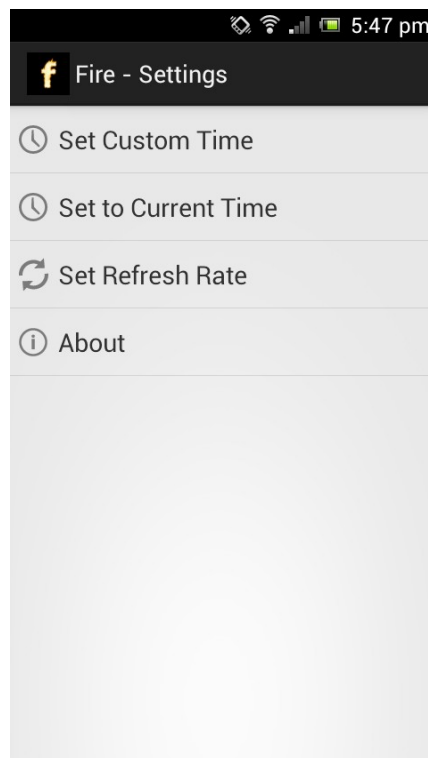 5:47 pm
f Fire - Settings
Set Custom Time
Set to Current Time
Set Refresh Rate
About